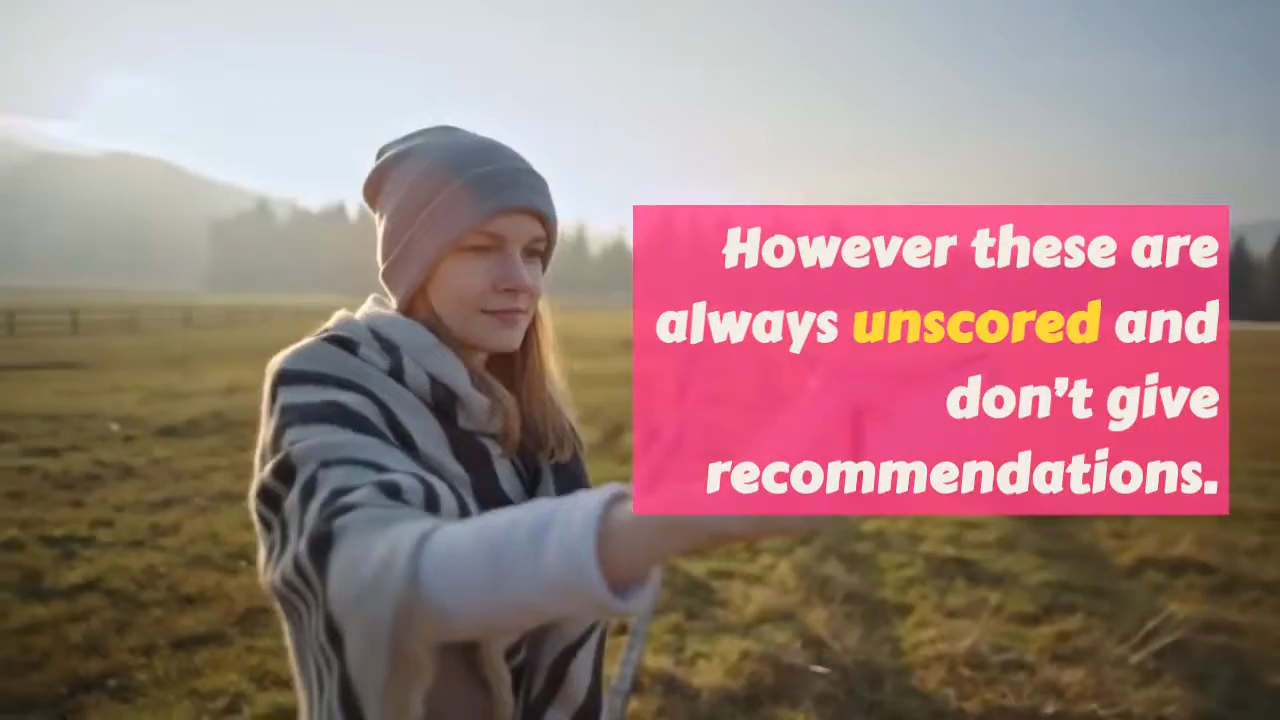 However these are
always unscored and
don't give
recommendations.